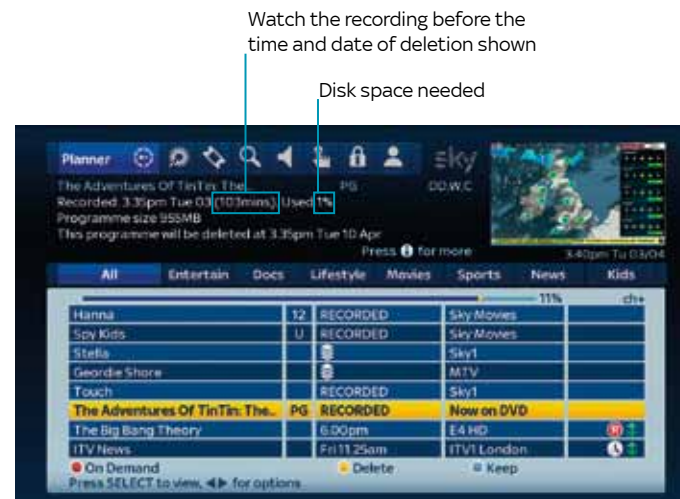 Watch the recording before the
time and date of deletion shown
Disk space needed
Planner
sky
The Adventures Of TinTin: The... PG DD,W,C
Recorded 3.35pm Tue 03 (103mins) Used 1%
Programme size 955MB
This programme will be deleted at 3.35pm Tue 10 Apr
Press i for more
3.40pm Tu 03/04
All Entertain Docs Lifestyle Movies Sports News Kids
11% ch+
Hanna 12 RECORDED Sky Movies
Spy Kids U RECORDED Sky Movies
Stella Sky1
Geordie Shore MTV
Touch RECORDED Sky1
The Adventures Of TinTin: The... PG RECORDED Now on DVD
The Big Bang Theory 6.00pm E4 HD
ITV News Fri 11.25am ITV1 London
On Demand Delete Keep
Press SELECT to view, ◄► for options